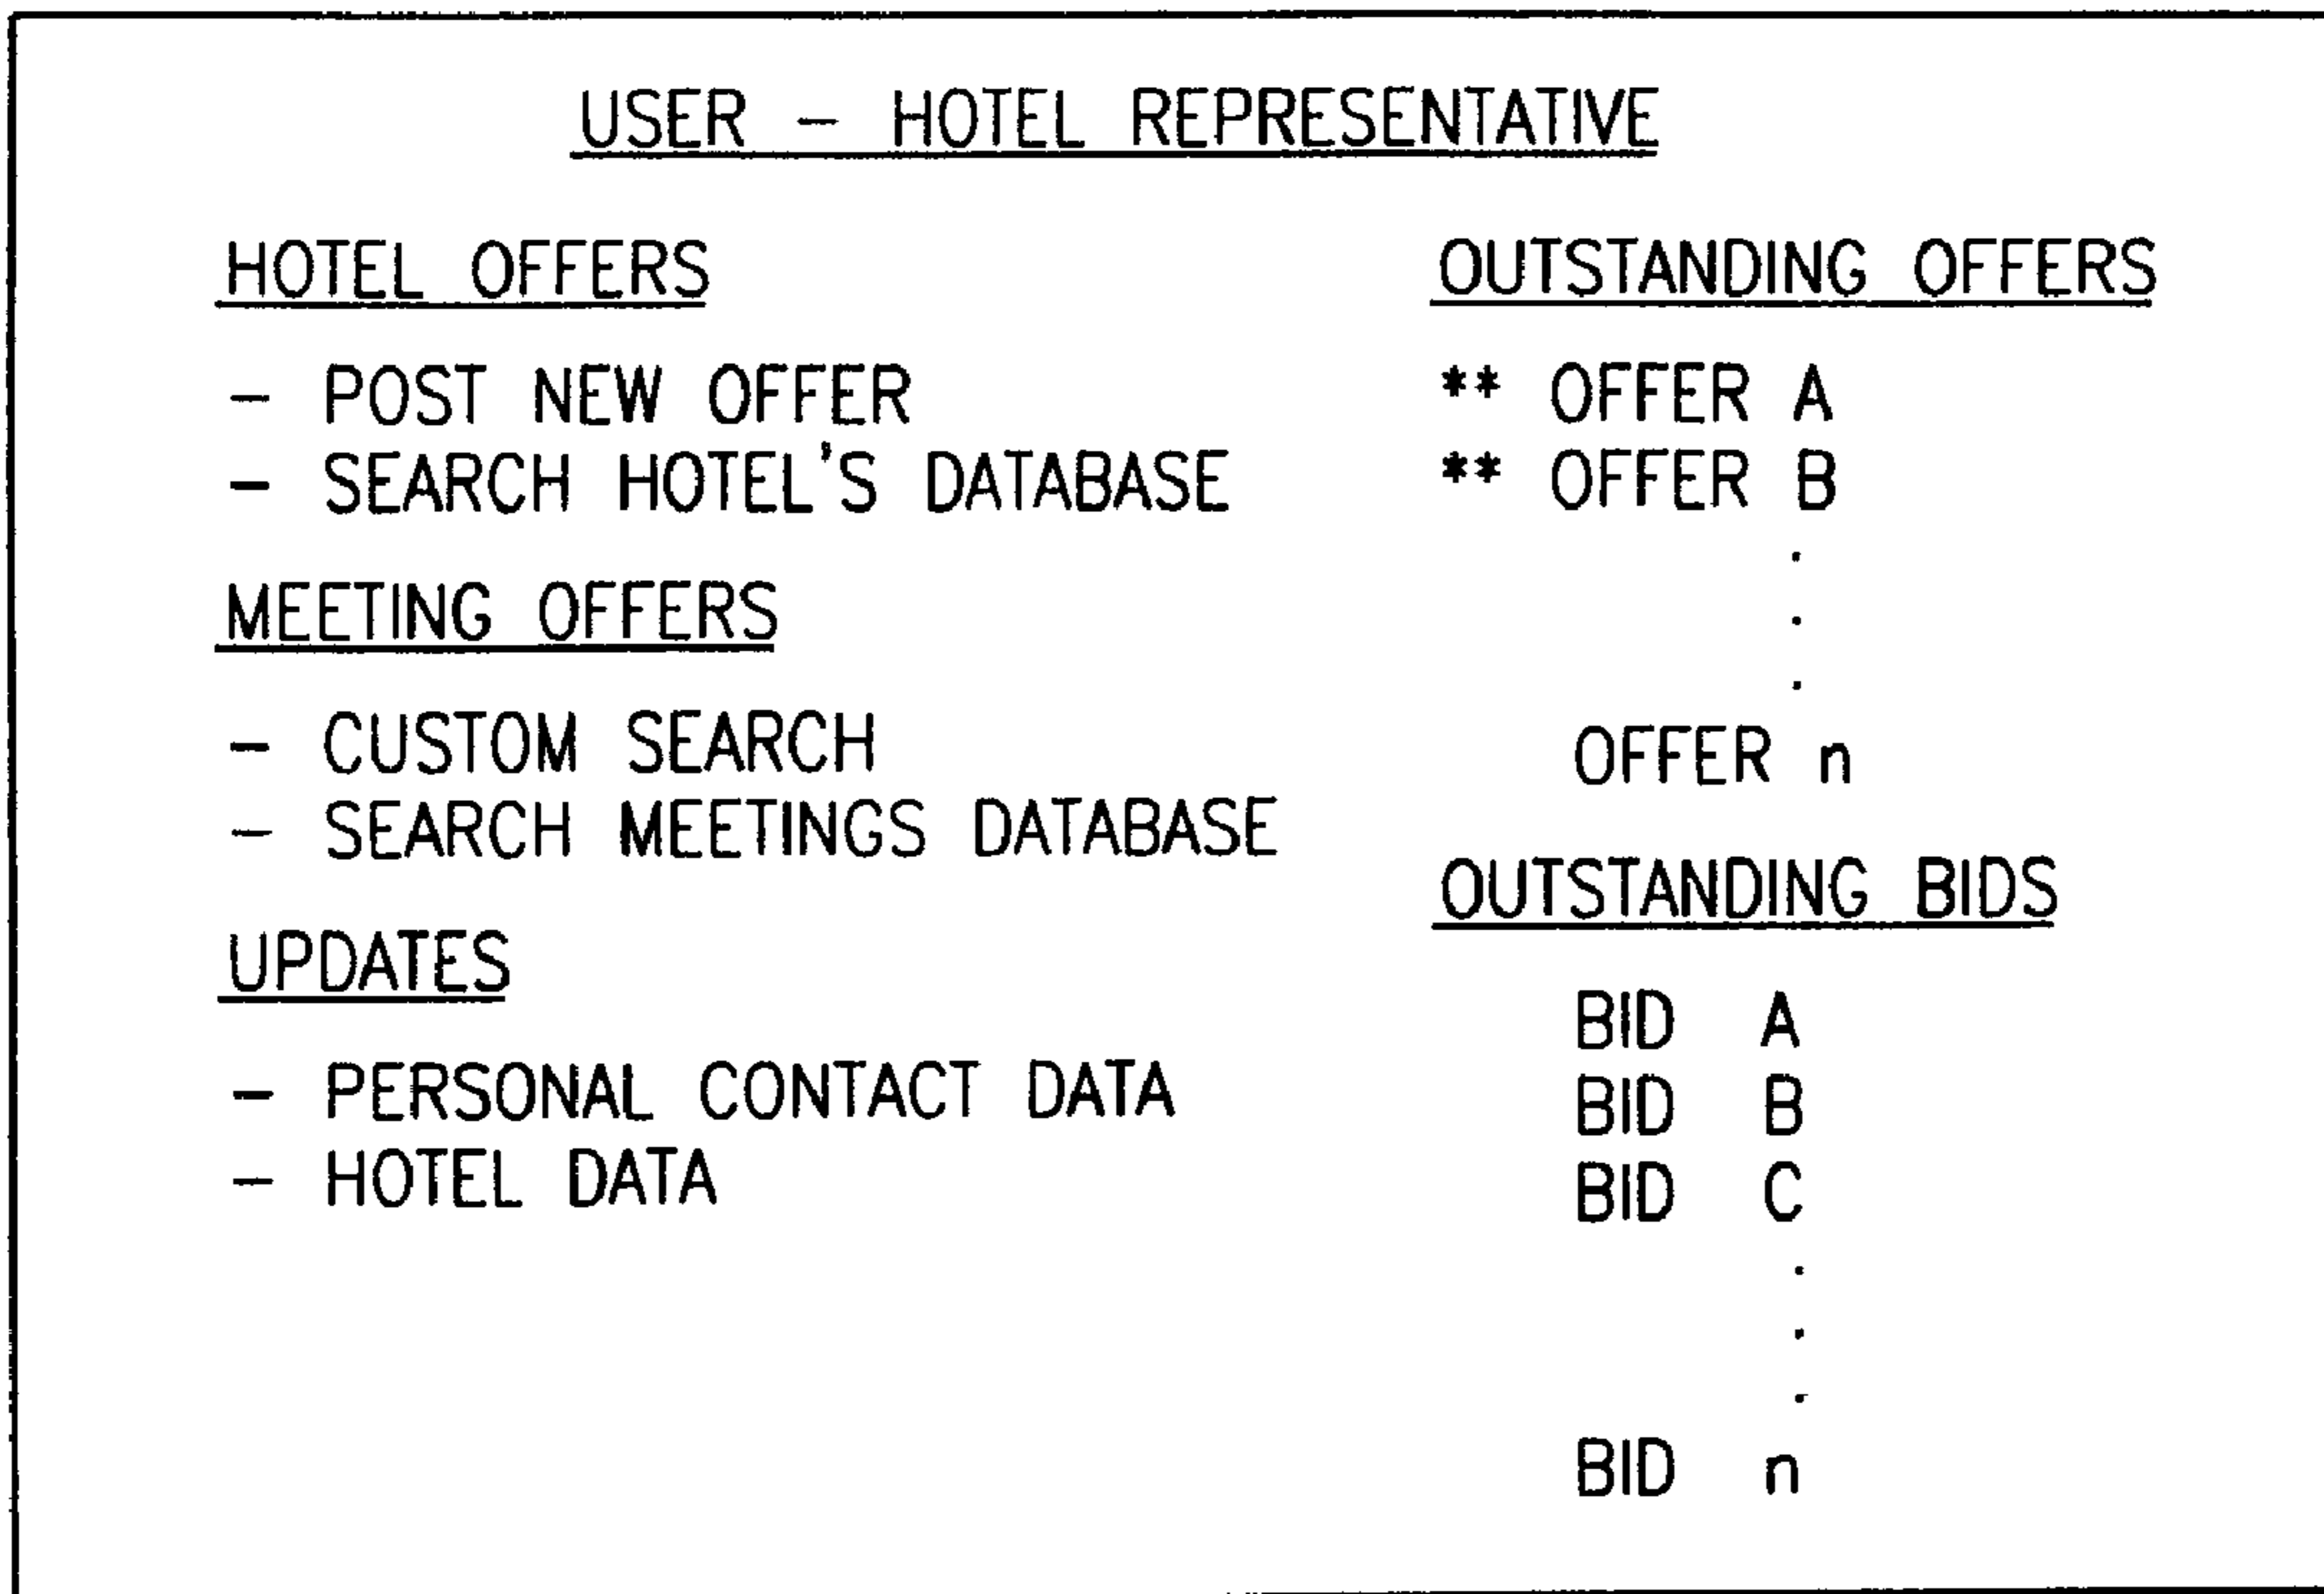 USER – HOTEL REPRESENTATIVE
HOTEL OFFERS
– POST NEW OFFER
– SEARCH HOTEL'S DATABASE
MEETING OFFERS
– CUSTOM SEARCH
– SEARCH MEETINGS DATABASE
UPDATES
– PERSONAL CONTACT DATA
– HOTEL DATA
OUTSTANDING OFFERS
** OFFER A
** OFFER B
.
.
.
OFFER n
OUTSTANDING BIDS
BID A
BID B
BID C
.
.
.
BID n